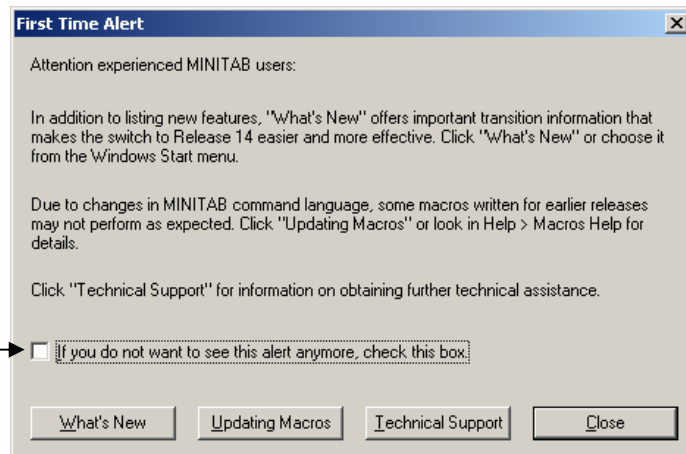 First Time Alert
Attention experienced MINITAB users:
In addition to listing new features, "What's New" offers important transition information that
makes the switch to Release 14 easier and more effective. Click "What's New" or choose it
from the Windows Start menu.
Due to changes in MINITAB command language, some macros written for earlier releases
may not perform as expected. Click "Updating Macros" or look in Help > Macros Help for
details.
Click "Technical Support" for information on obtaining further technical assistance.
If you do not want to see this alert anymore, check this box.
What's New Updating Macros Technical Support Close